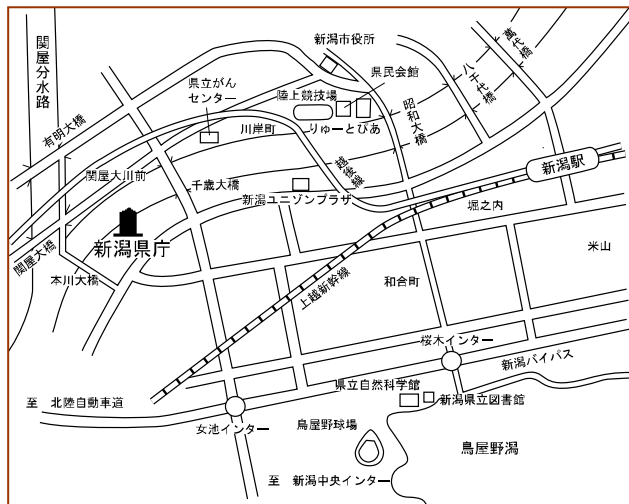 新潟市役所
関屋分水路
萬代橋
八千代橋
県民会館
県立がん
センター
陸上競技場
昭和大橋
有明大橋
川岸町
りゅーとぴあ
越後線
新潟駅
関屋大川前
千歳大橋
新潟ユニゾンプラザ
堀之内
新潟県庁
関屋大橋
本川大橋
米山
上越新幹線
和合町
桜木インター
新潟バイパス
県立自然科学館
新潟県立図書館
至 北陸自動車道
女池インター
鳥屋野球場
鳥屋野潟
至 新潟中央インター